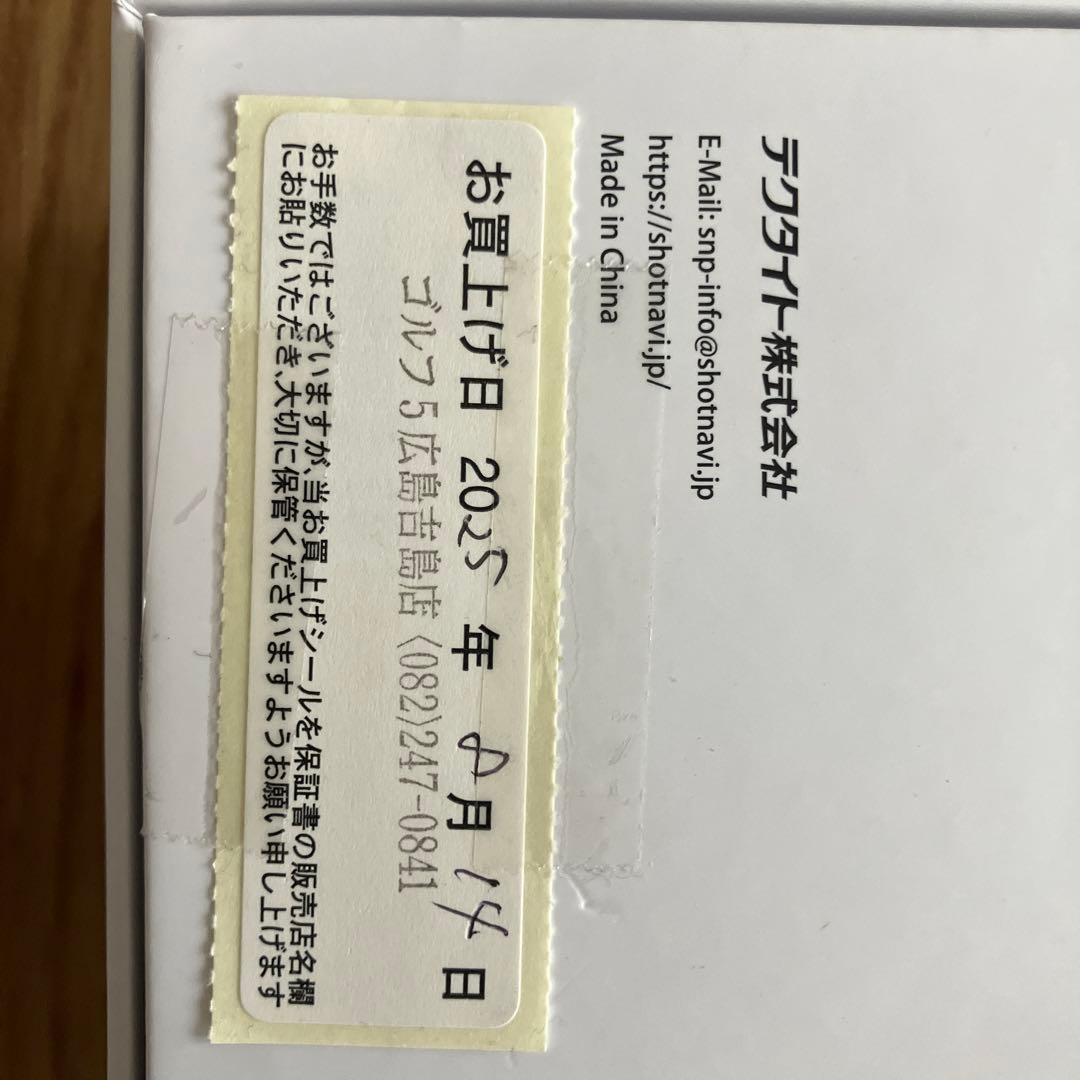 テクタイト株式会社
E-Mail: snp-info@shotnavi.jp
https://shotnavi.jp/
Made in China
お買上げ日 2025 年 8月 14 日
ゴルフ5広島吉島店〈082〉247-0841
お手数ではございますが、当お買上げシールを保証書の販売店名欄
にお貼りいただき、大切に保管くださいますようお願い申し上げます